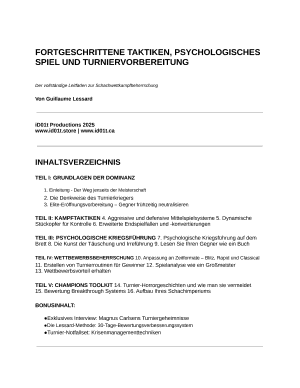 FORTGESCHRITTENE TAKTIKEN, PSYCHOLOGISCHES
SPIEL UND TURNIERVORBEREITUNG
Der vollständige Leitfaden zur Schachwettkampfbeherrschung
Von Guillaume Lessard
iD01t Productions 2025
www.id01t.store | www.id01t.ca
INHALTSVERZEICHNIS
TEIL I: GRUNDLAGEN DER DOMINANZ
1. Einleitung - Der Weg jenseits der Meisterschaft
2. Die Denkweise des Turnierkriegers
3. Elite-Eröffnungsvorbereitung – Gegner frühzeitig neutralisieren
TEIL II: KAMPFTAKTIKEN 4. Aggressive und defensive Mittelspielsysteme 5. Dynamische
Stückopfer für Kontrolle 6. Erweiterte Endspielfallen und -konvertierungen
TEIL III: PSYCHOLOGISCHE KRIEGSFÜHRUNG 7. Psychologische Kriegsführung auf dem
Brett 8. Die Kunst der Täuschung und Irreführung 9. Lesen Sie Ihren Gegner wie ein Buch
TEIL IV: WETTBEWERBSBEHERRSCHUNG 10. Anpassung an Zeitformate – Blitz, Rapid und Classical
11. Erstellen von Turnierroutinen für Gewinner 12. Spielanalyse wie ein Großmeister
13. Wettbewerbsvorteil erhalten
TEIL V: CHAMPIONS TOOLKIT 14. Turnier-Horrorgeschichten und wie man sie vermeidet
15. Bewertung Breakthrough Systems 16. Aufbau Ihres Schachimperiums
BONUSINHALT:
●Exklusives Interview: Magnus Carlsens Turniergeheimnisse
●Die Lessard-Methode: 30-Tage-Bewertungsverbesserungssystem
●Turnier-Notfallset: Krisenmanagementtechniken